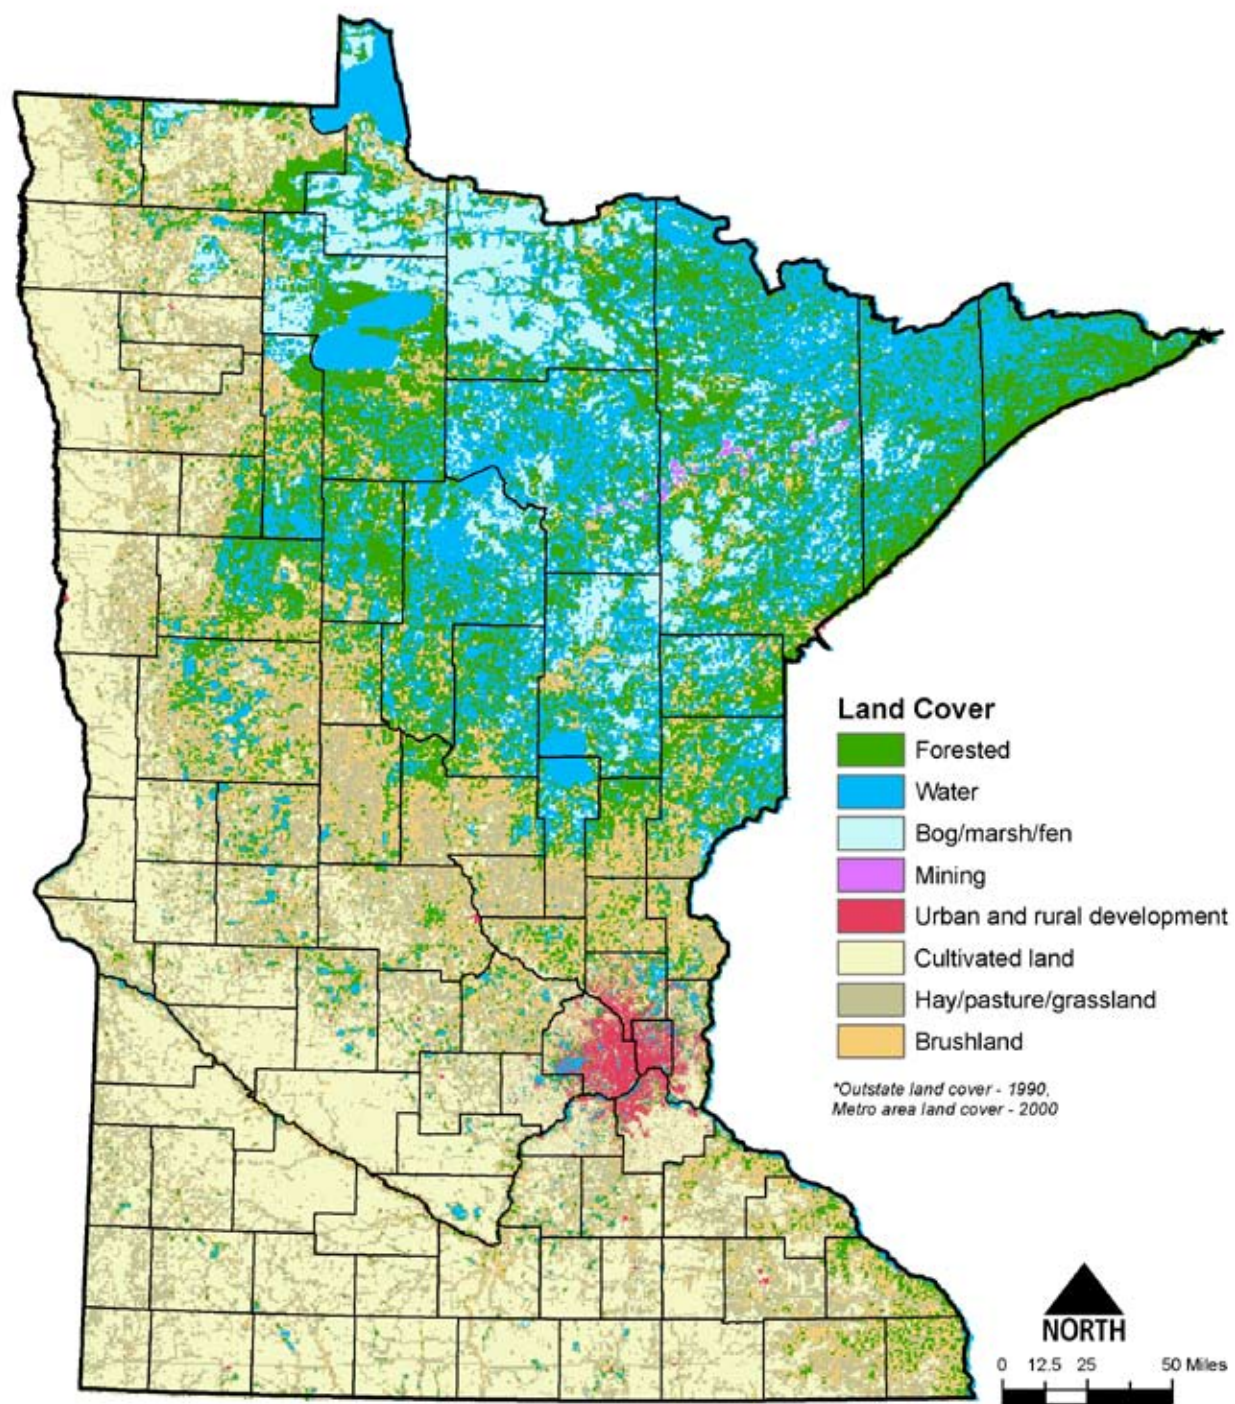 Land Cover
Forested
Water
Bog/marsh/fen
Mining
Urban and rural development
Cultivated land
Hay/pasture/grassland
Brushland
*Outstate land cover - 1990,
Metro area land cover - 2000
NORTH
0 12.5 25 50 Miles